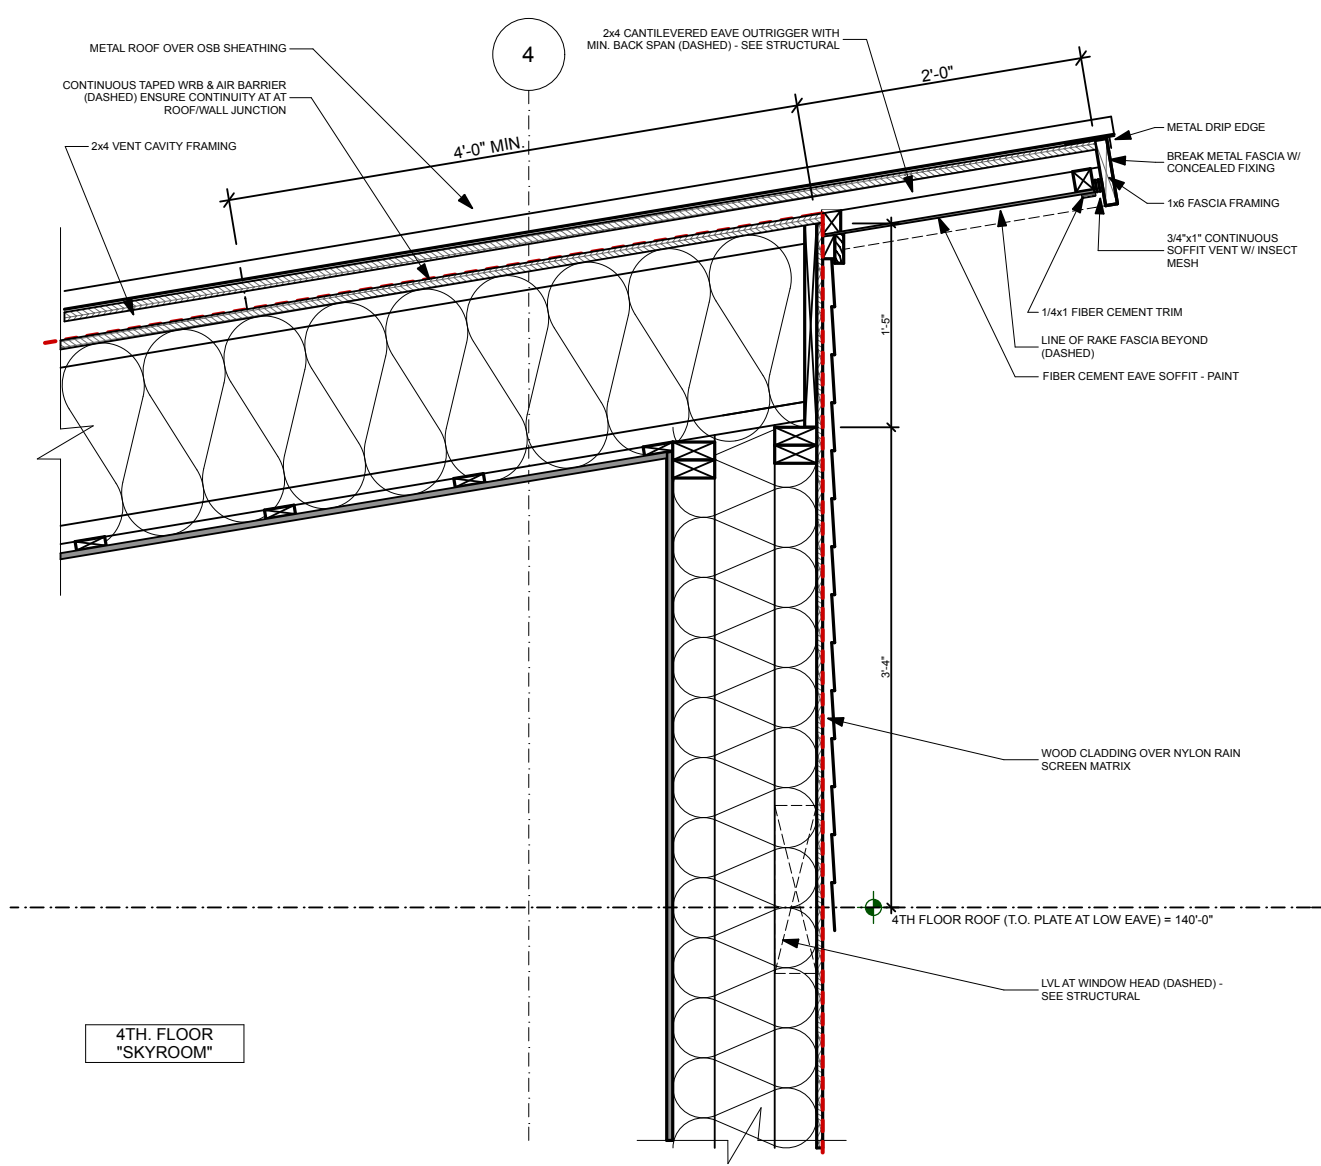 METAL ROOF OVER OSB SHEATHING
CONTINUOUS TAPED WRB & AIR BARRIER
(DASHED) ENSURE CONTINUITY AT AT
ROOF/WALL JUNCTION
2x4 VENT CAVITY FRAMING
4
2x4 CANTILEVERED EAVE OUTRIGGER WITH
MIN. BACK SPAN (DASHED) - SEE STRUCTURAL
4'-0" MIN.
2'-0"
METAL DRIP EDGE
BREAK METAL FASCIA W/
CONCEALED FIXING
1x6 FASCIA FRAMING
3/4"x1" CONTINUOUS
SOFFIT VENT W/ INSECT
MESH
1/4x1 FIBER CEMENT TRIM
LINE OF RAKE FASCIA BEYOND
(DASHED)
FIBER CEMENT EAVE SOFFIT - PAINT
1'-5"
3'-4"
WOOD CLADDING OVER NYLON RAIN
SCREEN MATRIX
4TH FLOOR ROOF (T.O. PLATE AT LOW EAVE) = 140'-0"
LVL AT WINDOW HEAD (DASHED) -
SEE STRUCTURAL
4TH. FLOOR
"SKYROOM"